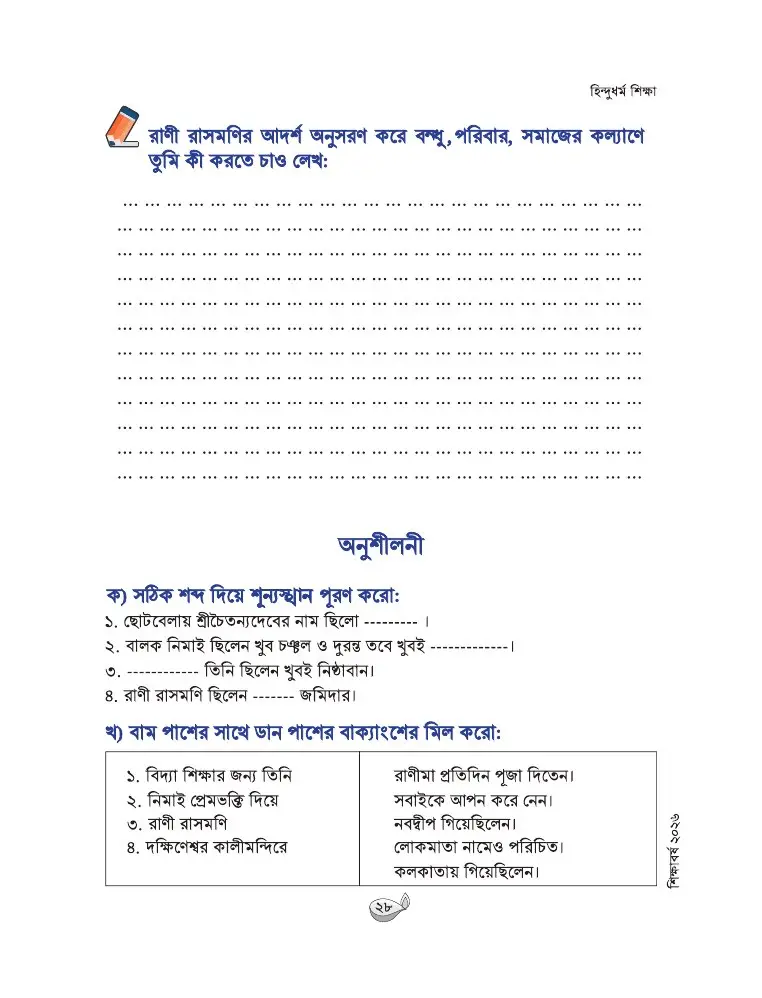 হিন্দুধর্ম শিক্ষা
রাণী রাসমণির আদর্শ অনুসরণ করে বন্ধু, পরিবার, সমাজের কল্যাণে
তুমি কী করতে চাও লেখ:
... ... ... ... ... ... ... ... ... ... ... ... ... ... ... ... ... ... ... ... ... ... ... ...
... ... ... ... ... ... ... ... ... ... ... ... ... ... ... ... ... ... ... ... ... ... ... ... ...
... ... ... ... ... ... ... ... ... ... ... ... ... ... ... ... ... ... ... ... ... ... ... ... ...
... ... ... ... ... ... ... ... ... ... ... ... ... ... ... ... ... ... ... ... ... ... ... ... ...
... ... ... ... ... ... ... ... ... ... ... ... ... ... ... ... ... ... ... ... ... ... ... ... ...
... ... ... ... ... ... ... ... ... ... ... ... ... ... ... ... ... ... ... ... ... ... ... ... ...
... ... ... ... ... ... ... ... ... ... ... ... ... ... ... ... ... ... ... ... ... ... ... ... ...
... ... ... ... ... ... ... ... ... ... ... ... ... ... ... ... ... ... ... ... ... ... ... ... ...
... ... ... ... ... ... ... ... ... ... ... ... ... ... ... ... ... ... ... ... ... ... ... ... ...
... ... ... ... ... ... ... ... ... ... ... ... ... ... ... ... ... ... ... ... ... ... ... ... ...
... ... ... ... ... ... ... ... ... ... ... ... ... ... ... ... ... ... ... ... ... ... ... ... ...
... ... ... ... ... ... ... ... ... ... ... ... ... ... ... ... ... ... ... ... ... ... ... ... ...
অনুশীলনী
ক) সঠিক শব্দ দিয়ে শূন্যস্থান পূরণ করো:
১. ছোটবেলায় শ্রীচৈতন্যদেবের নাম ছিলো --------- ।
২. বালক নিমাই ছিলেন খুব চঞ্চল ও দুরন্ত তবে খুবই -------------।
৩. ------------ তিনি ছিলেন খুবই নিষ্ঠাবান।
৪. রাণী রাসমণি ছিলেন ------- জমিদার।
খ) বাম পাশের সাথে ডান পাশের বাক্যাংশের মিল করো:
১. বিদ্যা শিক্ষার জন্য তিনি
২. নিমাই প্রেমভক্তি দিয়ে
৩. রাণী রাসমণি
৪. দক্ষিণেশ্বর কালীমন্দিরে
রাণীমা প্রতিদিন পূজা দিতেন।
সবাইকে আপন করে নেন।
নবদ্বীপ গিয়েছিলেন।
লোকমাতা নামেও পরিচিত।
কলকাতায় গিয়েছিলেন।
শিক্ষাবর্ষ ২০২৬
২৮